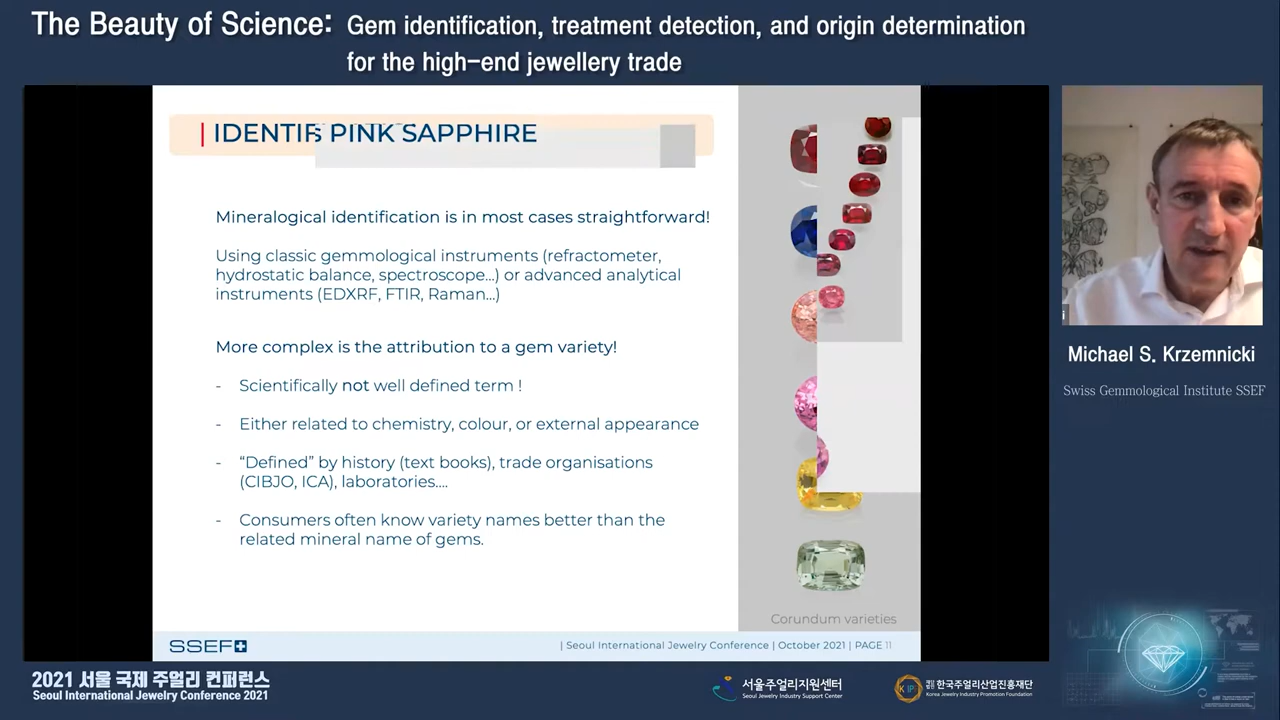 The Beauty of Science: Gem identification, treatment detection, and origin determination
for the high-end jewellery trade
| IDENTIF PINK SAPPHIRE
Mineralogical identification is in most cases straightforward!
Using classic gemmological instruments (refractometer,
hydrostatic balance, spectroscope...) or advanced analytical
instruments (EDXRF, FTIR, Raman...)
More complex is the attribution to a gem variety!
- Scientifically not well defined term !
- Either related to chemistry, colour, or external appearance
- “Defined” by history (text books), trade organisations
(CIBJO, ICA), laboratories....
- Consumers often know variety names better than the
related mineral name of gems.
Corundum varieties
SSEF
| Seoul International Jewelry Conference | October 2021 | PAGE 11
Michael S. Krzemnicki
Swiss Gemmological Institute SSEF
2021 서울 국제 주얼리 컨퍼런스
Seoul International Jewelry Conference 2021
서울주얼리지원센터
Seoul Jewelry Industry Support Center
재단법인 한국주얼리산업진흥재단
Korea Jewelry Industry Promotion Foundation